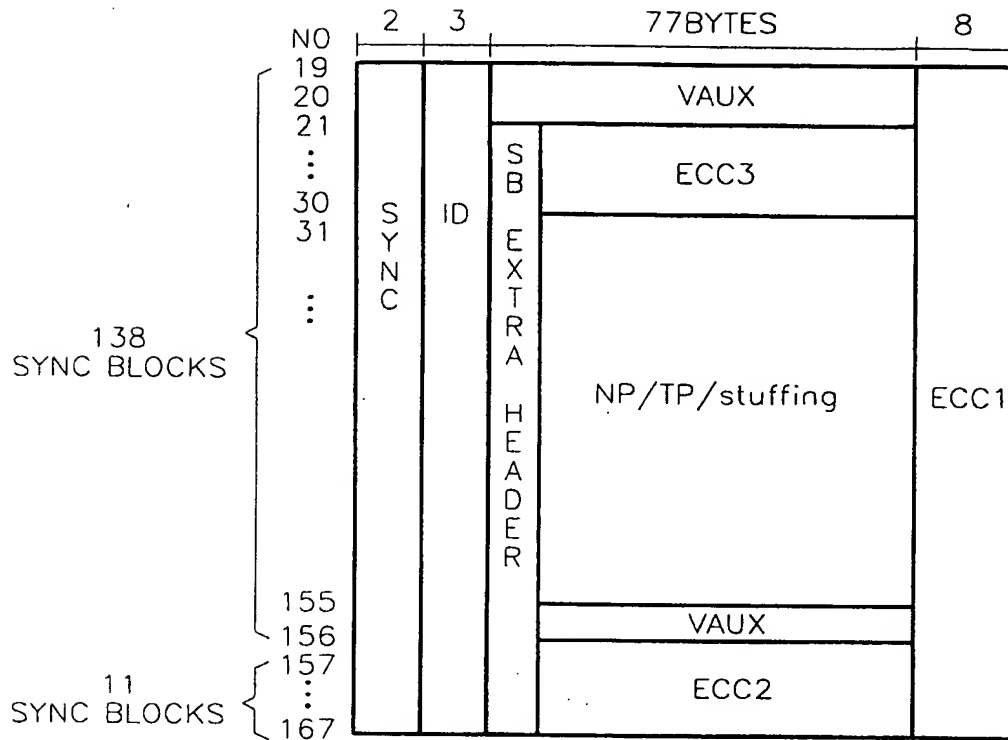 2 3 77BYTES 8
NO
19
20
21
⋮
30
31
⋮
155
156
157
⋮
167
138
SYNC BLOCKS
11
SYNC BLOCKS
SYNC
ID
VAUX
SB EXTRA HEADER
ECC3
NP/TP/stuffing
VAUX
ECC2
ECC1